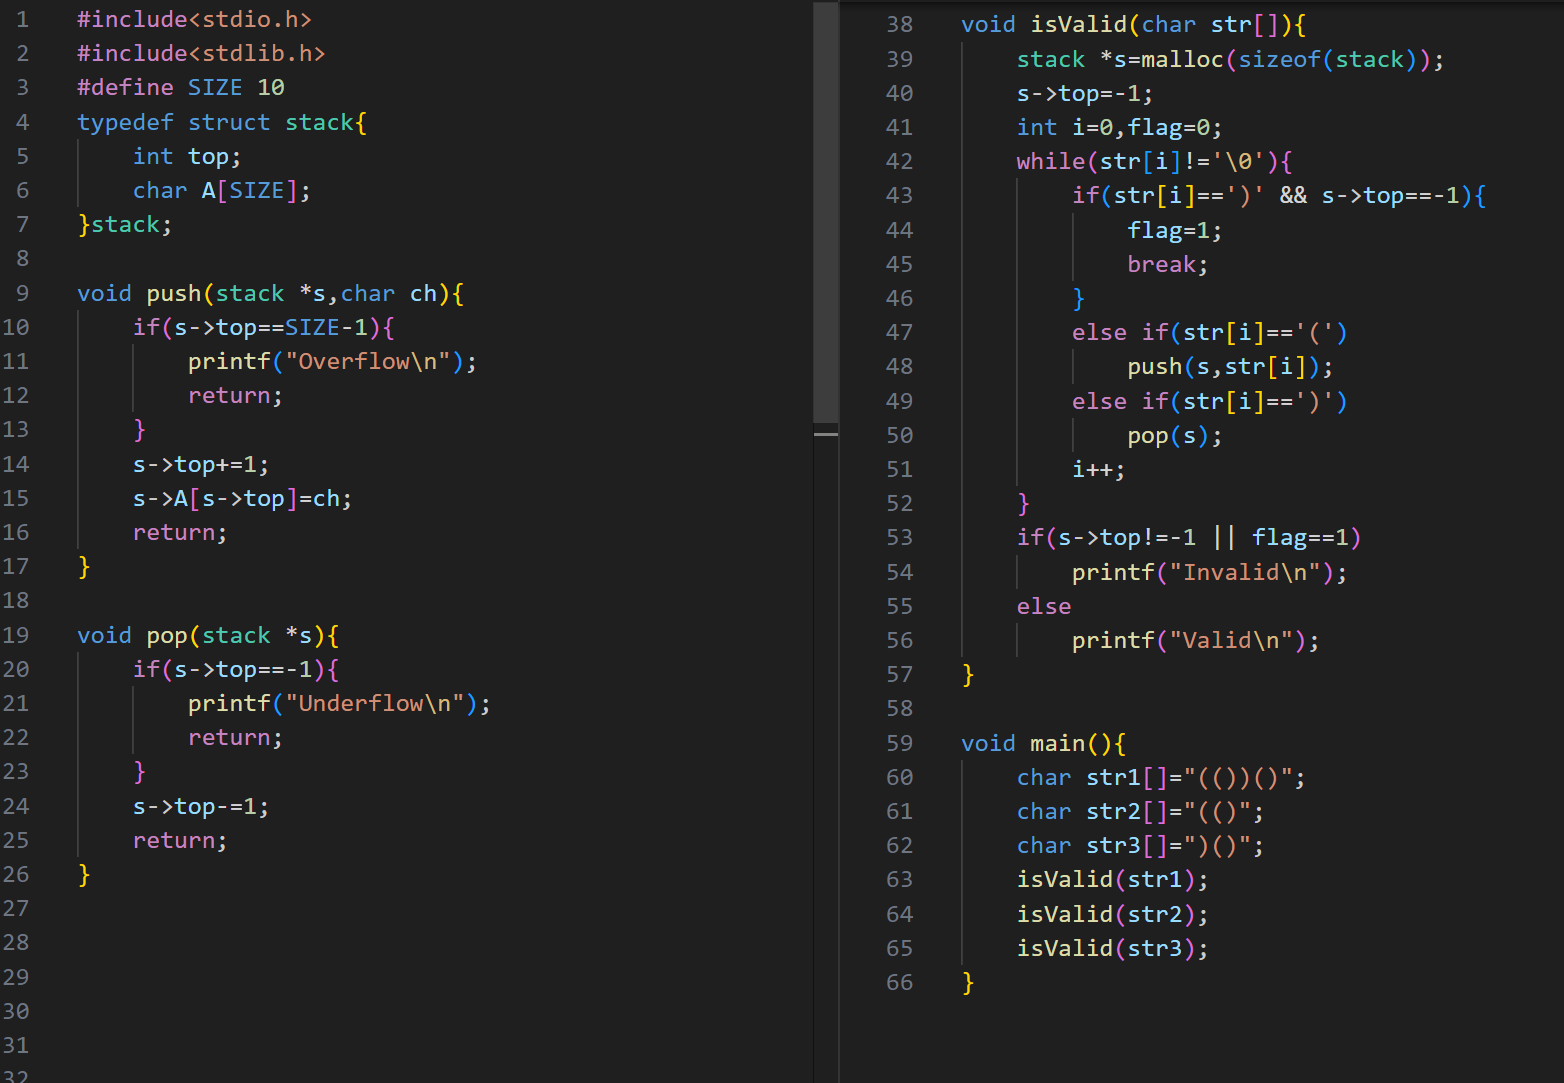 1 #include<stdio.h>
2 #include<stdlib.h>
3 #define SIZE 10
4 typedef struct stack{
5     int top;
6     char A[SIZE];
7 }stack;
8
9 void push(stack *s,char ch){
10     if(s->top==SIZE-1){
11         printf("Overflow\n");
12         return;
13     }
14     s->top+=1;
15     s->A[s->top]=ch;
16     return;
17 }
18
19 void pop(stack *s){
20     if(s->top==-1){
21         printf("Underflow\n");
22         return;
23     }
24     s->top-=1;
25     return;
26 }
27
28
29
30
31
32
38 void isValid(char str[]){
39     stack *s=malloc(sizeof(stack));
40     s->top=-1;
41     int i=0,flag=0;
42     while(str[i]!='\0'){
43         if(str[i]==')' && s->top==-1){
44             flag=1;
45             break;
46         }
47         else if(str[i]=='(')
48             push(s,str[i]);
49         else if(str[i]==')')
50             pop(s);
51         i++;
52     }
53     if(s->top!=-1 || flag==1)
54         printf("Invalid\n");
55     else
56         printf("Valid\n");
57 }
58
59 void main(){
60     char str1[]="(())()";
61     char str2[]="(()";
62     char str3[]=")()";
63     isValid(str1);
64     isValid(str2);
65     isValid(str3);
66 }